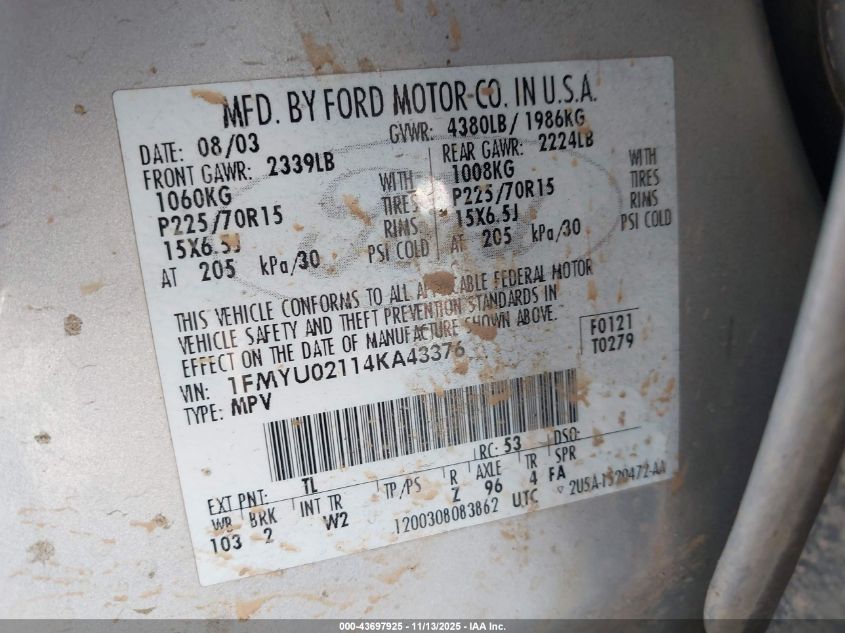 MFD. BY FORD MOTOR CO. IN U.S.A.
DATE: 08/03 GVWR: 4380LB/ 1986KG
FRONT GAWR: 2339LB REAR GAWR: 2224LB
1060KG WITH 1008KG WITH
P225/70R15 TIRES P225/70R15 TIRES
15X6.5J RIMS 15X6.5J RIMS
AT 205 kPa/30 PSI COLD AT 205 kPa/30 PSI COLD
THIS VEHICLE CONFORMS TO ALL APPLICABLE FEDERAL MOTOR
VEHICLE SAFETY AND THEFT PREVENTION STANDARDS IN
EFFECT ON THE DATE OF MANUFACTURE SHOWN ABOVE.
F0121
T0279
VIN: 1FMYU02114KA43376
TYPE: MPV
EXT PNT: TL RC: 53 DSO:
WB BRK INT TR TP/PS R AXLE TR SPR
103 2 W2 Z 96 4 FA
1200308083862 UTC 2U5A-1520472-AA
000-43697925 - 11/13/2025 - IAA Inc.